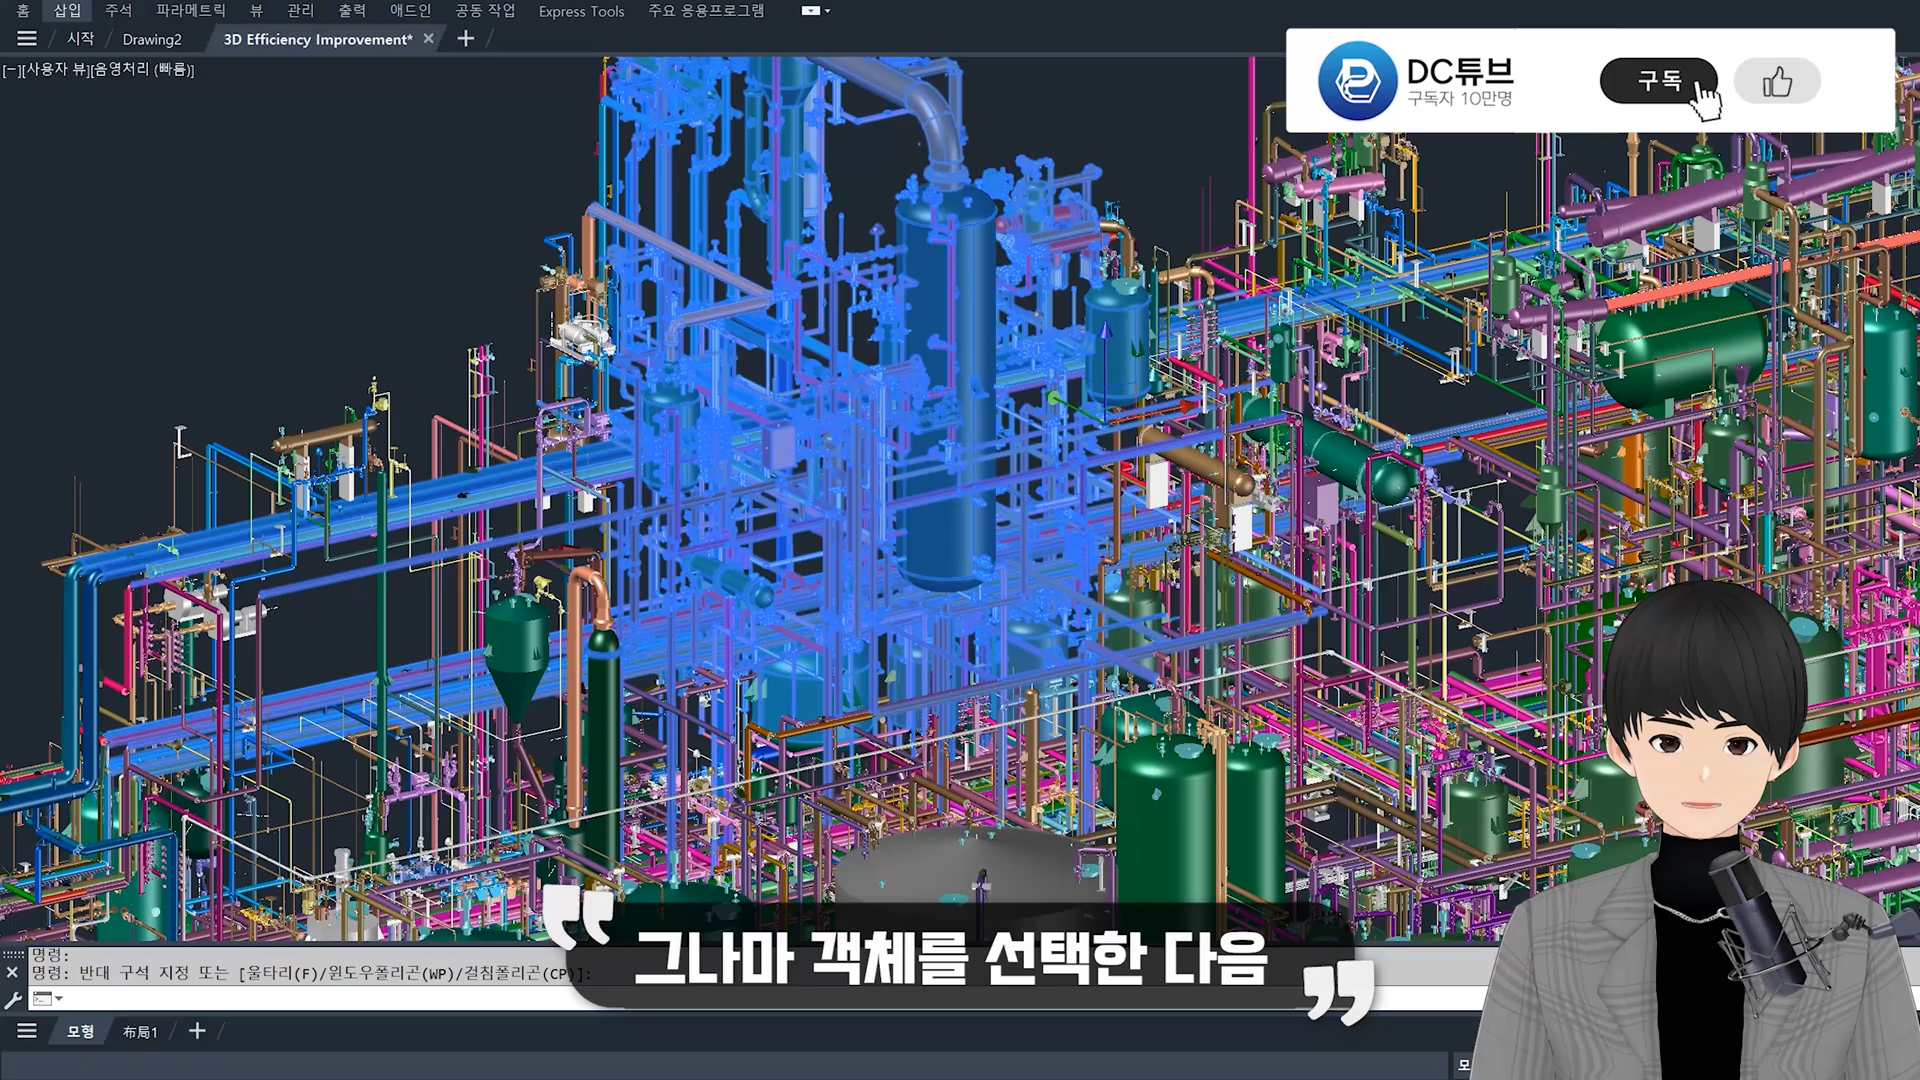 홈 삽입 주석 파라메트릭 뷰 관리 출력 애드인 공동 작업 Express Tools 주요 응용프로그램
시작 Drawing2 3D Efficiency Improvement*
[−][사용자 뷰][음영처리 (빠름)]
DC튜브
구독자 10만명
구독
명령:
명령: 반대 구석 지정 또는 [울타리(F)/윈도우폴리곤(WP)/걸침폴리곤(CP)]:
그나마 객체를 선택한 다음
모형 布局1
모